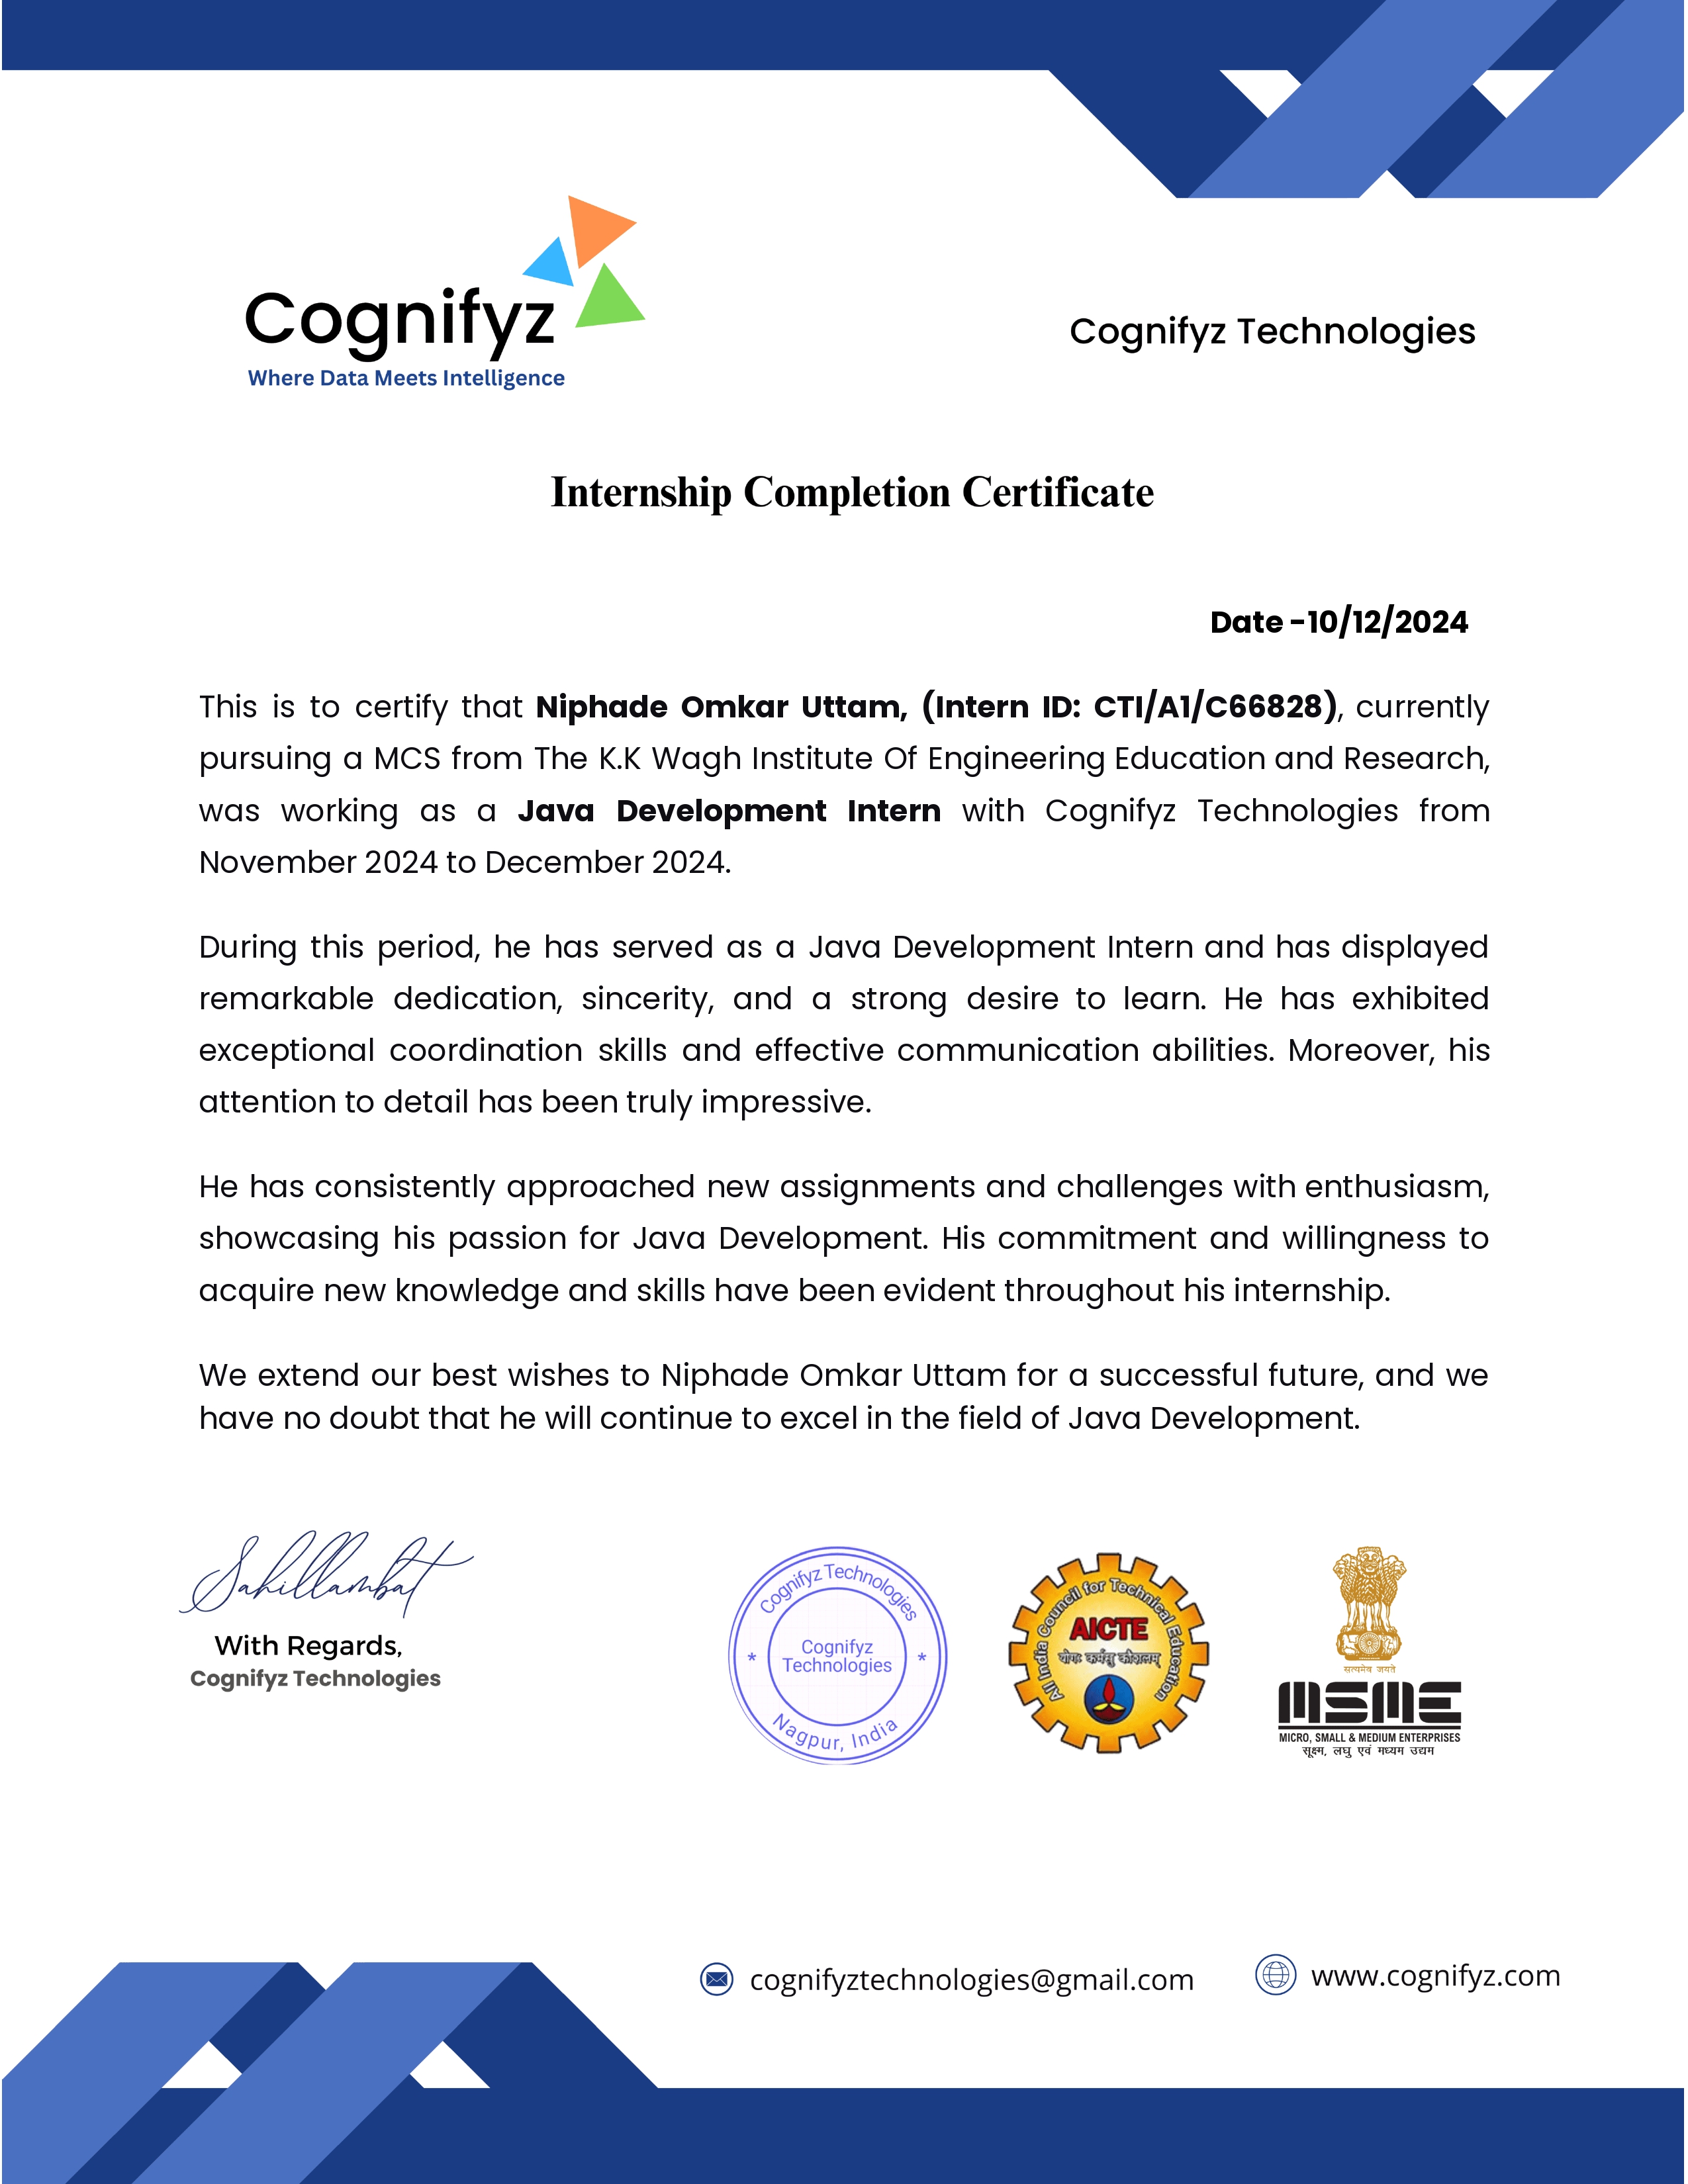 Cognifyz
Where Data Meets Intelligence
Cognifyz Technologies
Internship Completion Certificate
Date -10/12/2024
This is to certify that Niphade Omkar Uttam, (Intern ID: CTI/A1/C66828), currently
pursuing a MCS from The K.K Wagh Institute Of Engineering Education and Research,
was working as a Java Development Intern with Cognifyz Technologies from
November 2024 to December 2024.
During this period, he has served as a Java Development Intern and has displayed
remarkable dedication, sincerity, and a strong desire to learn. He has exhibited
exceptional coordination skills and effective communication abilities. Moreover, his
attention to detail has been truly impressive.
He has consistently approached new assignments and challenges with enthusiasm,
showcasing his passion for Java Development. His commitment and willingness to
acquire new knowledge and skills have been evident throughout his internship.
We extend our best wishes to Niphade Omkar Uttam for a successful future, and we
have no doubt that he will continue to excel in the field of Java Development.
Sahillambat
With Regards,
Cognifyz Technologies
Cognifyz Technologies
Cognifyz
Technologies
* *
Nagpur, India
All India Council for Technical Education
AICTE
योगः कर्मसु कौशलम्
सत्यमेव जयते
MSME
MICRO, SMALL & MEDIUM ENTERPRISES
सूक्ष्म, लघु एवं मध्यम उद्यम
cognifyztechnologies@gmail.com
www.cognifyz.com